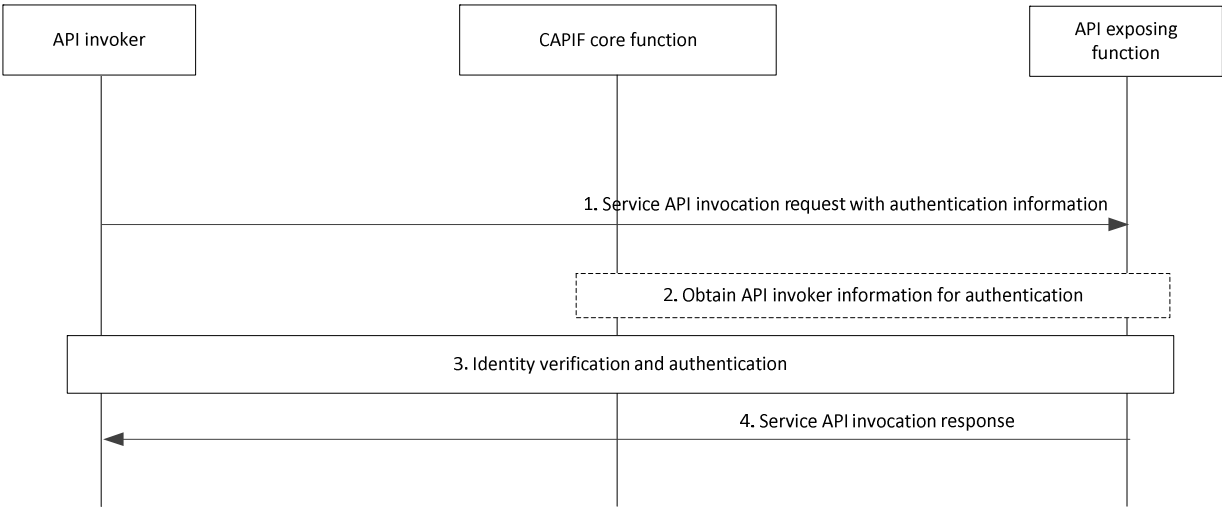 API invoker
CAPIF core function
API exposing
function
1. Service API invocation request with authentication information
2. Obtain API invoker information for authentication
3. Identity verification and authentication
4. Service API invocation response